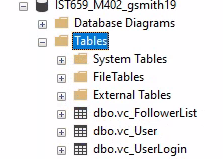 IST659_M402_gsmith19
Database Diagrams
Tables
System Tables
FileTables
External Tables
dbo.vc_FollowerList
dbo.vc_User
dbo.vc_UserLogin